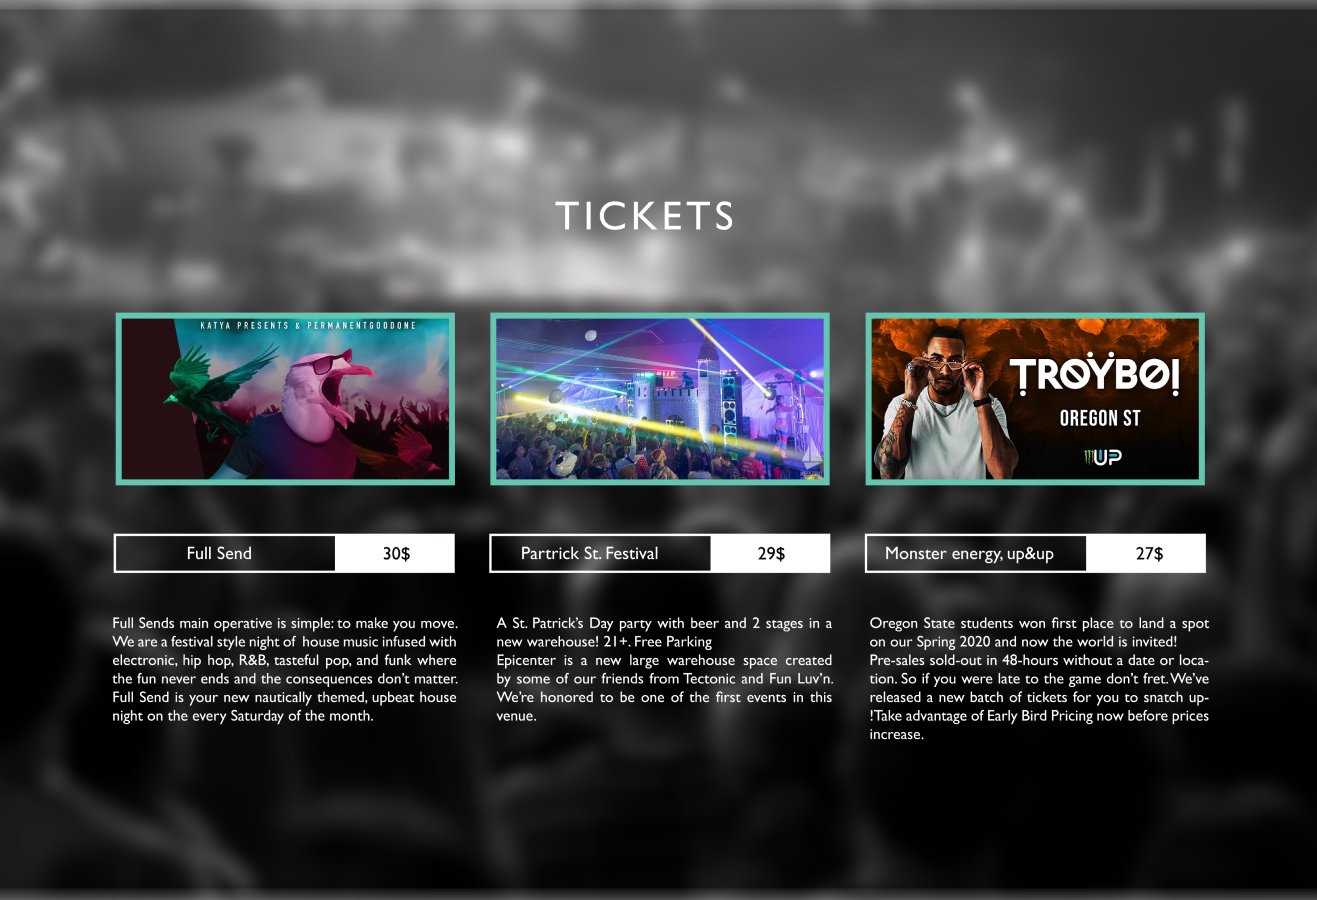 TICKETS
KATYA PRESENTS & PERMANENTGOODONE
TRØÝBØI
OREGON ST
UP
Full Send 30$
Partrick St. Festival 29$
Monster energy, up&up 27$
Full Sends main operative is simple: to make you move.
We are a festival style night of house music infused with
electronic, hip hop, R&B, tasteful pop, and funk where
the fun never ends and the consequences don't matter.
Full Send is your new nautically themed, upbeat house
night on the every Saturday of the month.
A St. Patrick's Day party with beer and 2 stages in a
new warehouse! 21+. Free Parking
Epicenter is a new large warehouse space created
by some of our friends from Tectonic and Fun Luv'n.
We're honored to be one of the first events in this
venue.
Oregon State students won first place to land a spot
on our Spring 2020 and now the world is invited!
Pre-sales sold-out in 48-hours without a date or loca-
tion. So if you were late to the game don't fret. We've
released a new batch of tickets for you to snatch up-
!Take advantage of Early Bird Pricing now before prices
increase.